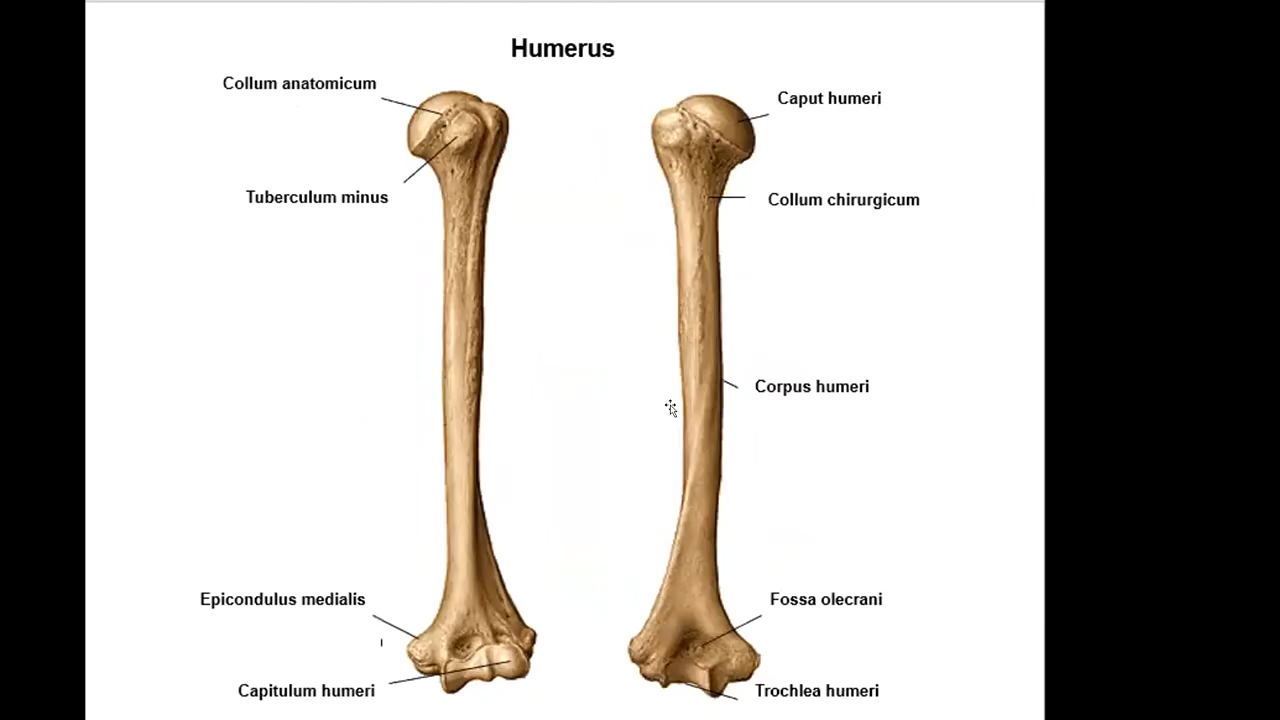 Humerus
Collum anatomicum
Caput humeri
Tuberculum minus
Collum chirurgicum
Corpus humeri
Epicondulus medialis
Fossa olecrani
Capitulum humeri
Trochlea humeri